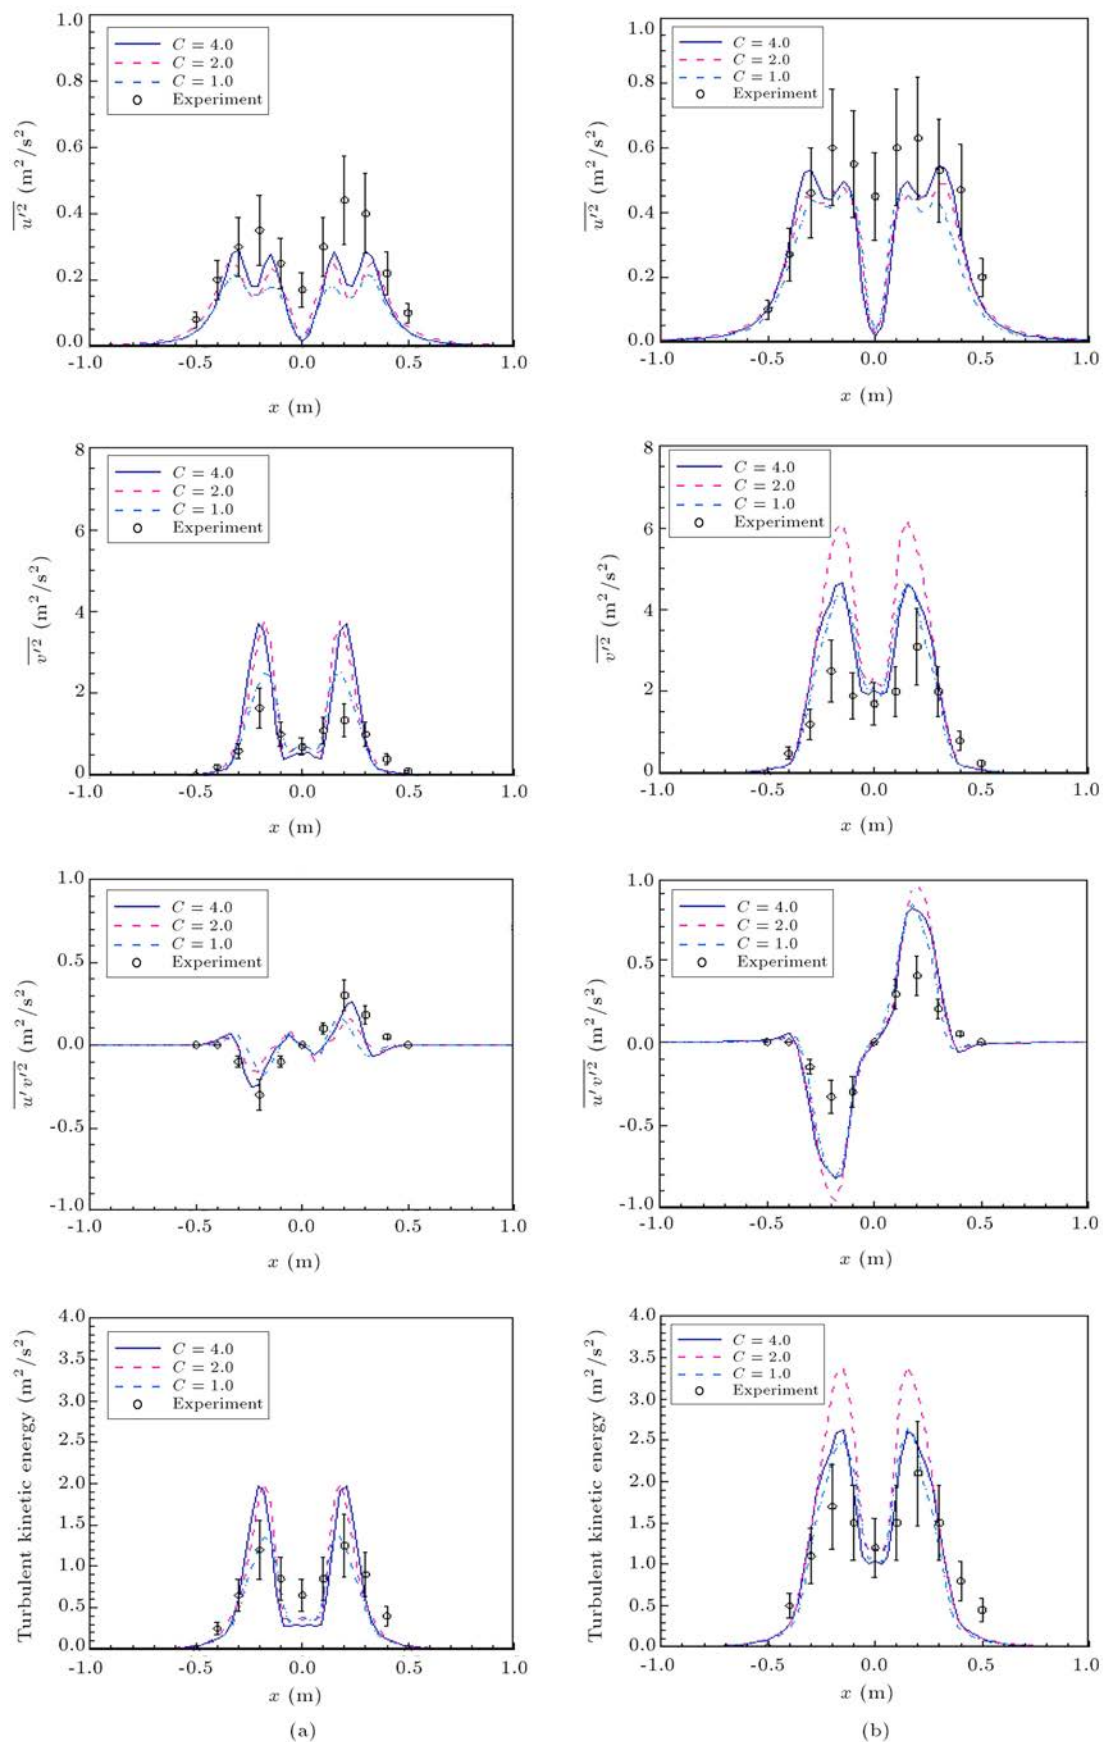 1.0
0.8
0.6
0.4
0.2
0.0
C = 4.0
C = 2.0
C = 1.0
Experiment
u′² (m²/s²)
-1.0 -0.5 0.0 0.5 1.0
x (m)
1.0
0.8
0.6
0.4
0.2
0.0
C = 4.0
C = 2.0
C = 1.0
Experiment
u′² (m²/s²)
-1.0 -0.5 0.0 0.5 1.0
x (m)
8
6
4
2
0
C = 4.0
C = 2.0
C = 1.0
Experiment
v′² (m²/s²)
-1.0 -0.5 0.0 0.5 1.0
x (m)
8
6
4
2
0
C = 4.0
C = 2.0
C = 1.0
Experiment
v′² (m²/s²)
-1.0 -0.5 0.0 0.5 1.0
x (m)
1.0
0.5
0.0
-0.5
-1.0
C = 4.0
C = 2.0
C = 1.0
Experiment
u′v′² (m²/s²)
-1.0 -0.5 0.0 0.5 1.0
x (m)
1.0
0.5
0.0
-0.5
-1.0
C = 4.0
C = 2.0
C = 1.0
Experiment
u′v′² (m²/s²)
-1.0 -0.5 0.0 0.5 1.0
x (m)
4.0
3.5
3.0
2.5
2.0
1.5
1.0
0.5
0.0
C = 4.0
C = 2.0
C = 1.0
Experiment
Turbulent kinetic energy (m²/s²)
-1.0 -0.5 0.0 0.5 1.0
x (m)
(a)
4.0
3.5
3.0
2.5
2.0
1.5
1.0
0.5
0.0
C = 4.0
C = 2.0
C = 1.0
Experiment
Turbulent kinetic energy (m²/s²)
-1.0 -0.5 0.0 0.5 1.0
x (m)
(b)